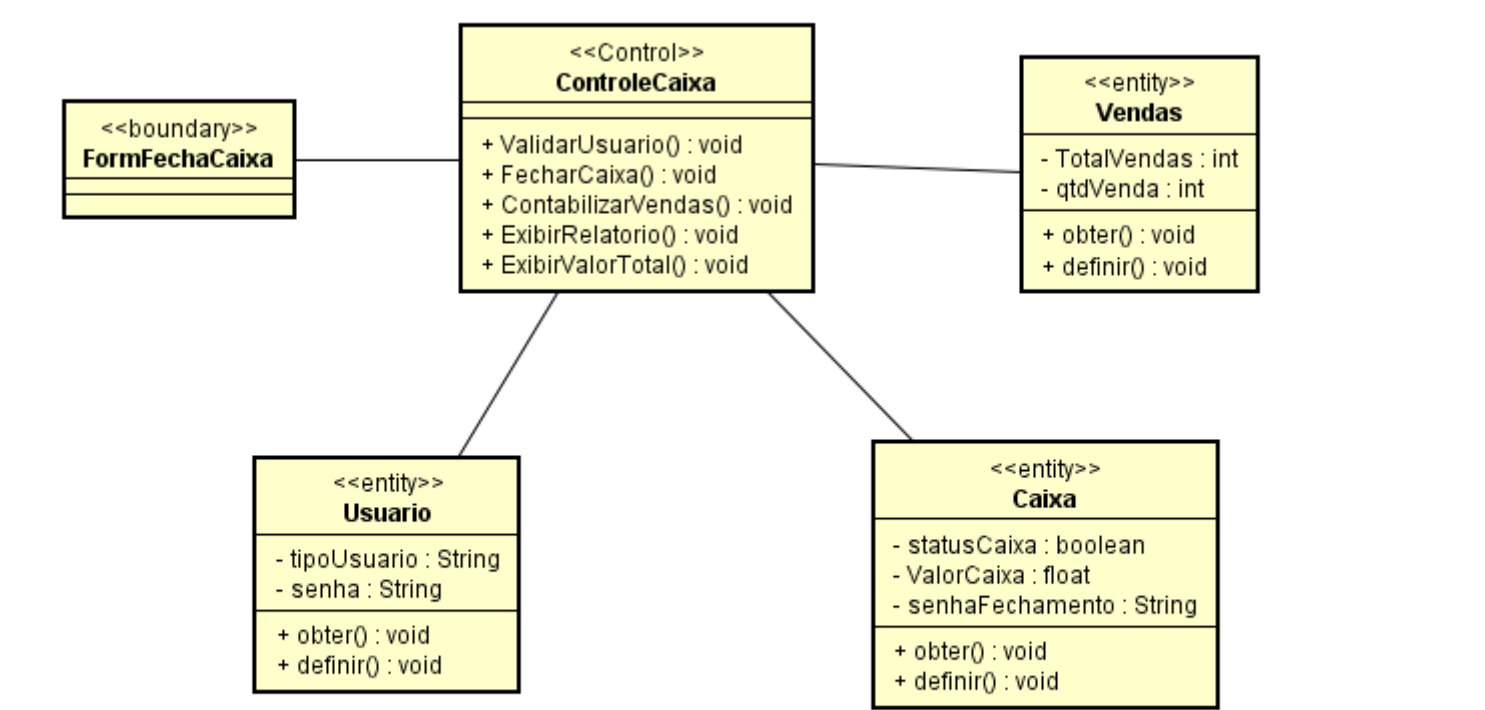 <<boundary>>
FormFechaCaixa
<<Control>>
ControleCaixa
+ ValidarUsuario() : void
+ FecharCaixa() : void
+ ContabilizarVendas() : void
+ ExibirRelatorio() : void
+ ExibirValorTotal() : void
<<entity>>
Vendas
- TotalVendas : int
- qtdVenda : int
+ obter() : void
+ definir() : void
<<entity>>
Usuario
- tipoUsuario : String
- senha : String
+ obter() : void
+ definir() : void
<<entity>>
Caixa
- statusCaixa : boolean
- ValorCaixa : float
- senhaFechamento : String
+ obter() : void
+ definir() : void